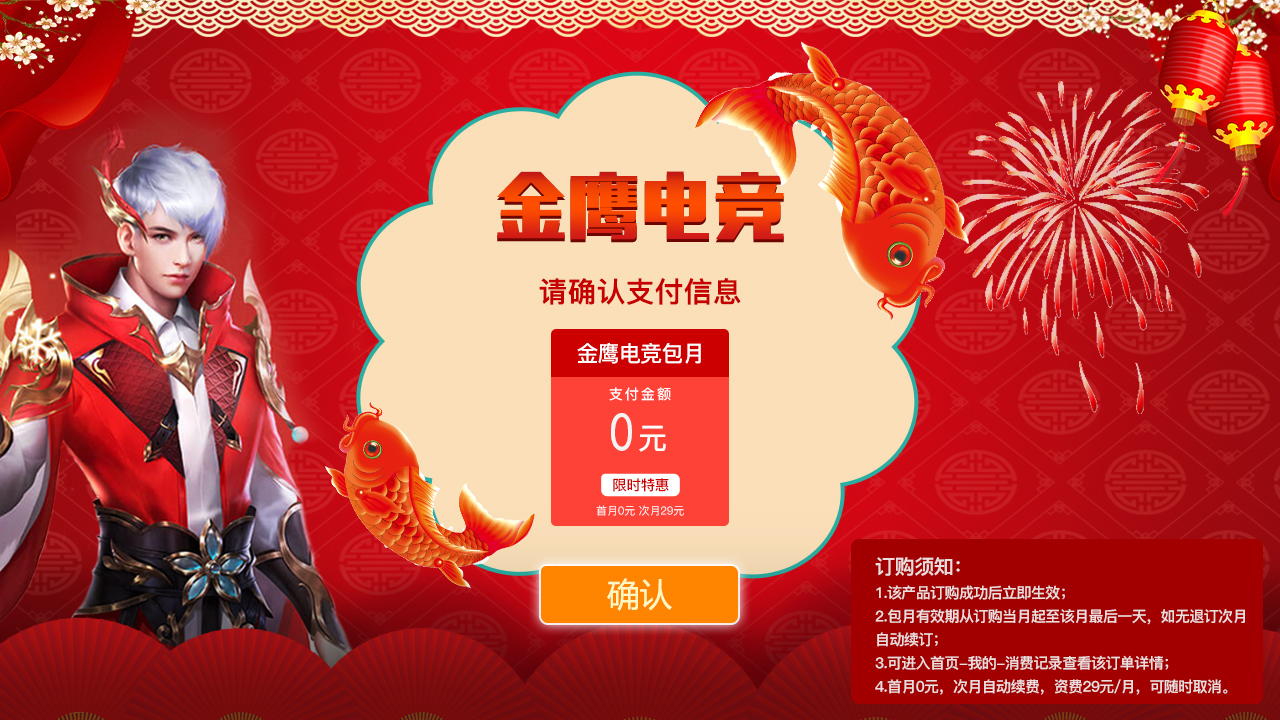 金鹰电竞
请确认支付信息
金鹰电竞包月
支付金额
0元
限时特惠
首月0元 次月29元
确认
订购须知：
1.该产品订购成功后立即生效；
2.包月有效期从订购当月起至该月最后一天，如无退订次月
自动续订；
3.可进入首页-我的-消费记录查看该订单详情；
4.首月0元，次月自动续费，资费29元/月，可随时取消。